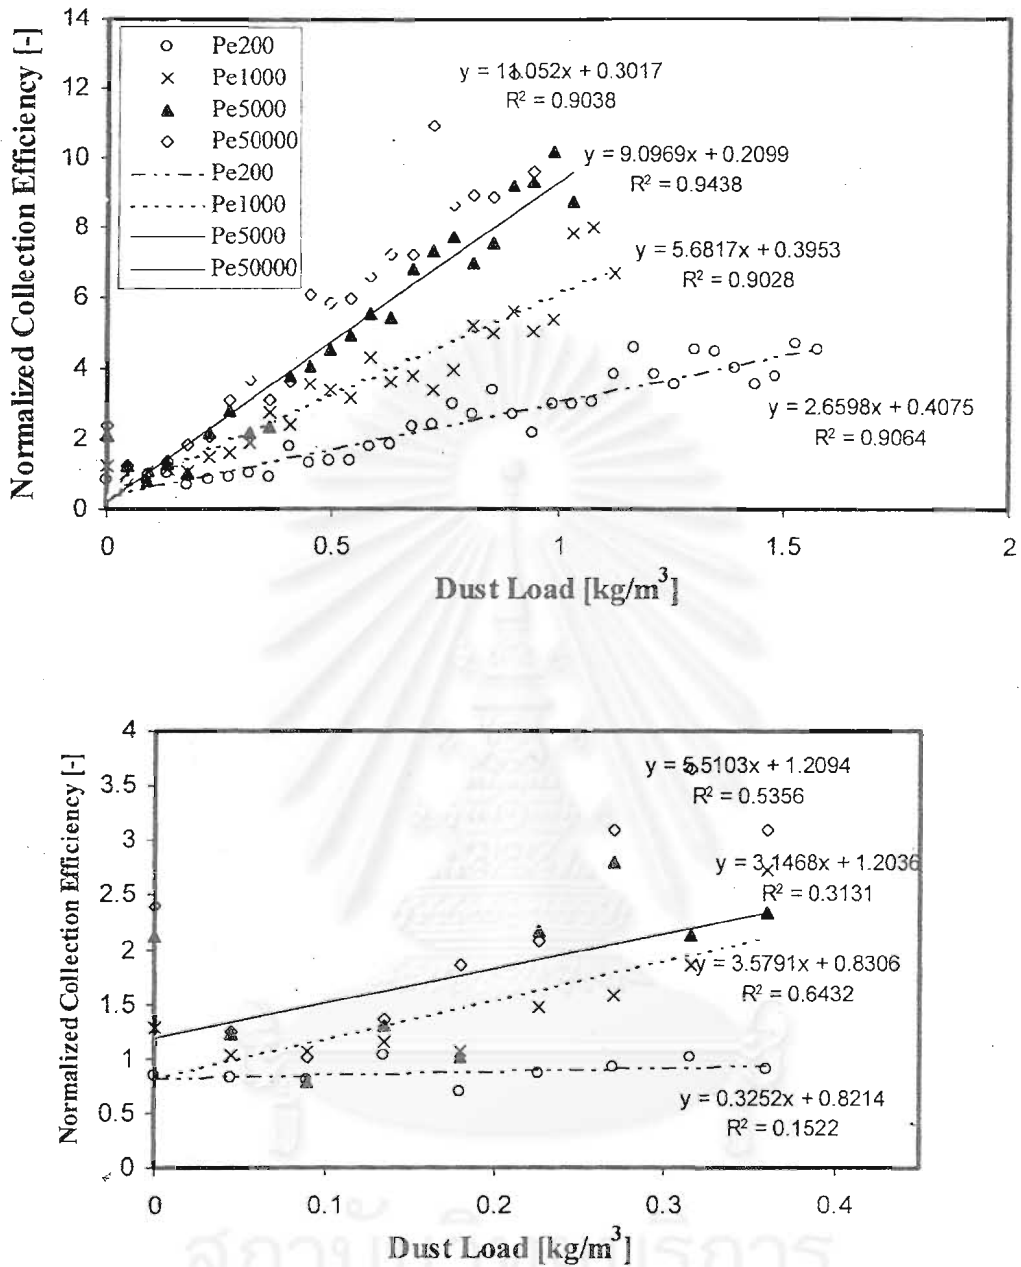 14
12
10
8
6
4
2
0
Normalized Collection Efficiency [-]
Pe200
Pe1000
Pe5000
Pe50000
Pe200
Pe1000
Pe5000
Pe50000
y = 11.052x + 0.3017
R² = 0.9038
y = 9.0969x + 0.2099
R² = 0.9438
y = 5.6817x + 0.3953
R² = 0.9028
y = 2.6598x + 0.4075
R² = 0.9064
0 0.5 1 1.5 2
Dust Load [kg/m³]
4
3.5
3
2.5
2
1.5
1
0.5
0
Normalized Collection Efficiency [-]
y = 5.5103x + 1.2094
R² = 0.5356
y = 3.1468x + 1.2036
R² = 0.3131
y = 3.5791x + 0.8306
R² = 0.6432
y = 0.3252x + 0.8214
R² = 0.1522
0 0.1 0.2 0.3 0.4
Dust Load [kg/m³]